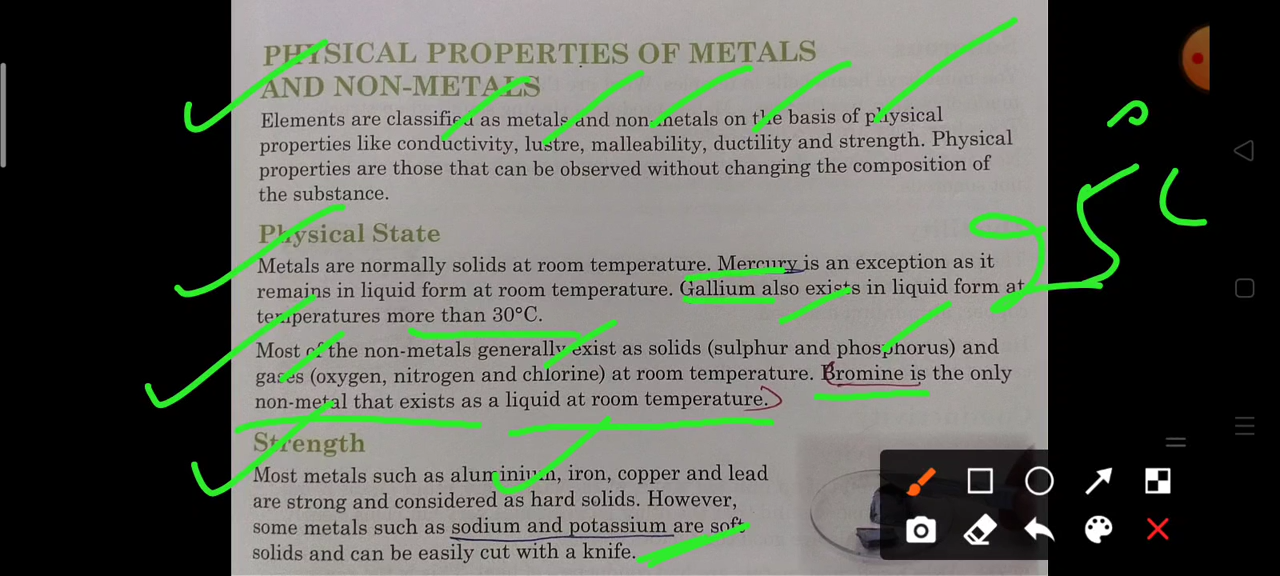 PHYSICAL PROPERTIES OF METALS
AND NON-METALS
Elements are classified as metals and non-metals on the basis of physical
properties like conductivity, lustre, malleability, ductility and strength. Physical
properties are those that can be observed without changing the composition of
the substance.
Physical State
Metals are normally solids at room temperature. Mercury is an exception as it
remains in liquid form at room temperature. Gallium also exists in liquid form at
temperatures more than 30°C.
25°C
Most of the non-metals generally exist as solids (sulphur and phosphorus) and
gases (oxygen, nitrogen and chlorine) at room temperature. Bromine is the only
non-metal that exists as a liquid at room temperature.
Strength
Most metals such as aluminium, iron, copper and lead
are strong and considered as hard solids. However,
some metals such as sodium and potassium are soft
solids and can be easily cut with a knife.